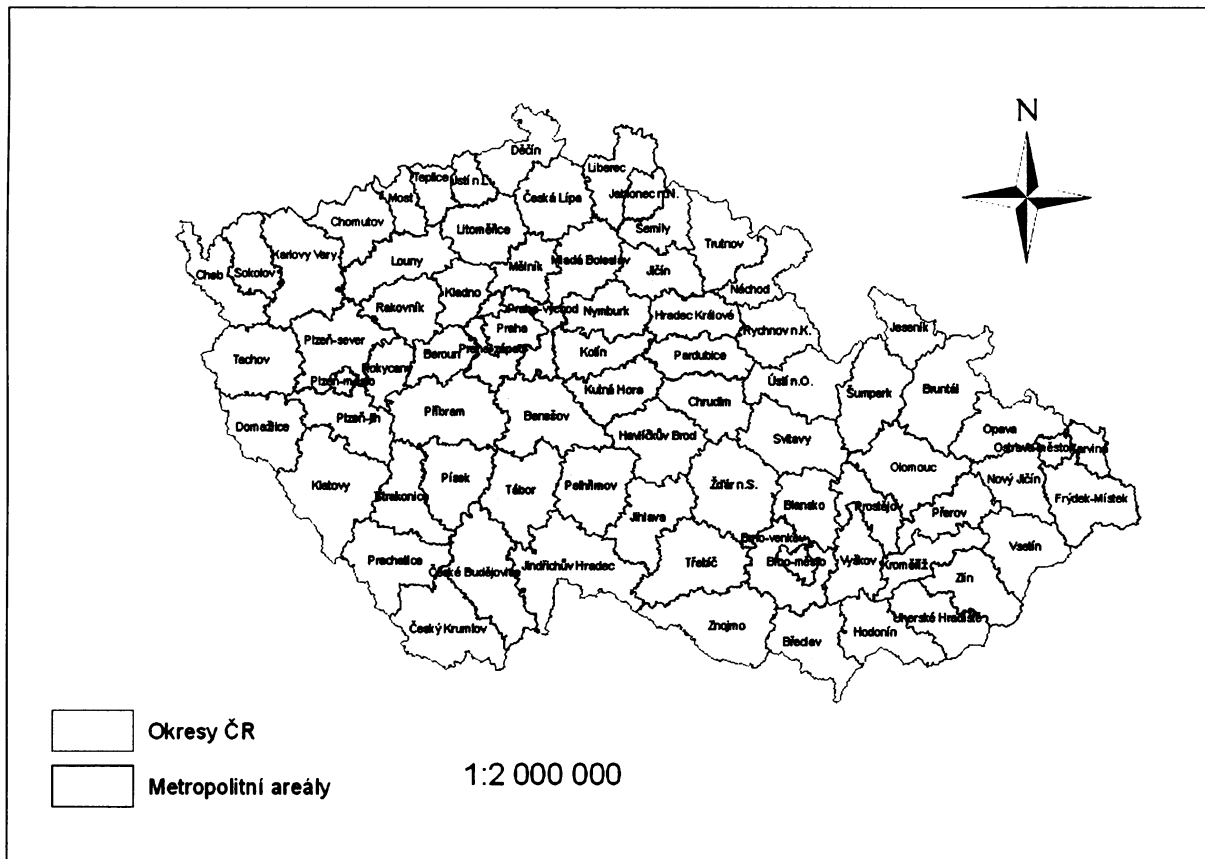 N
Děčín
Liberec
Teplice
Ústí n.L.
Jablonec n.N.
Most
Česká Lípa
Chomutov
Litoměřice
Semily
Trutnov
Karlovy Vary
Louny
Mělník
Mladá Boleslav
Jičín
Cheb
Sokolov
Kladno
Náchod
Rakovník
Praha-východ
Nymburk
Hradec Králové
Praha
Rychnov n.K.
Jeseník
Plzeň-sever
Beroun
Praha-západ
Kolín
Pardubice
Tachov
Rokycany
Plzeň-město
Kutná Hora
Ústí n.O.
Šumperk
Bruntál
Chrudim
Příbram
Benešov
Plzeň-jih
Domažlice
Havlíčkův Brod
Svitavy
Opava
Ostrava-město
Karviná
Olomouc
Klatovy
Strakonice
Písek
Tábor
Pelhřimov
Žďár n.S.
Nový Jičín
Frýdek-Místek
Blansko
Prostějov
Přerov
Jihlava
Brno-venkov
Vsetín
Prachatice
České Budějovice
Jindřichův Hradec
Třebíč
Brno-město
Vyškov
Kroměříž
Zlín
Uherské Hradiště
Český Krumlov
Znojmo
Břeclav
Hodonín
Okresy ČR
Metropolitní areály
1:2 000 000